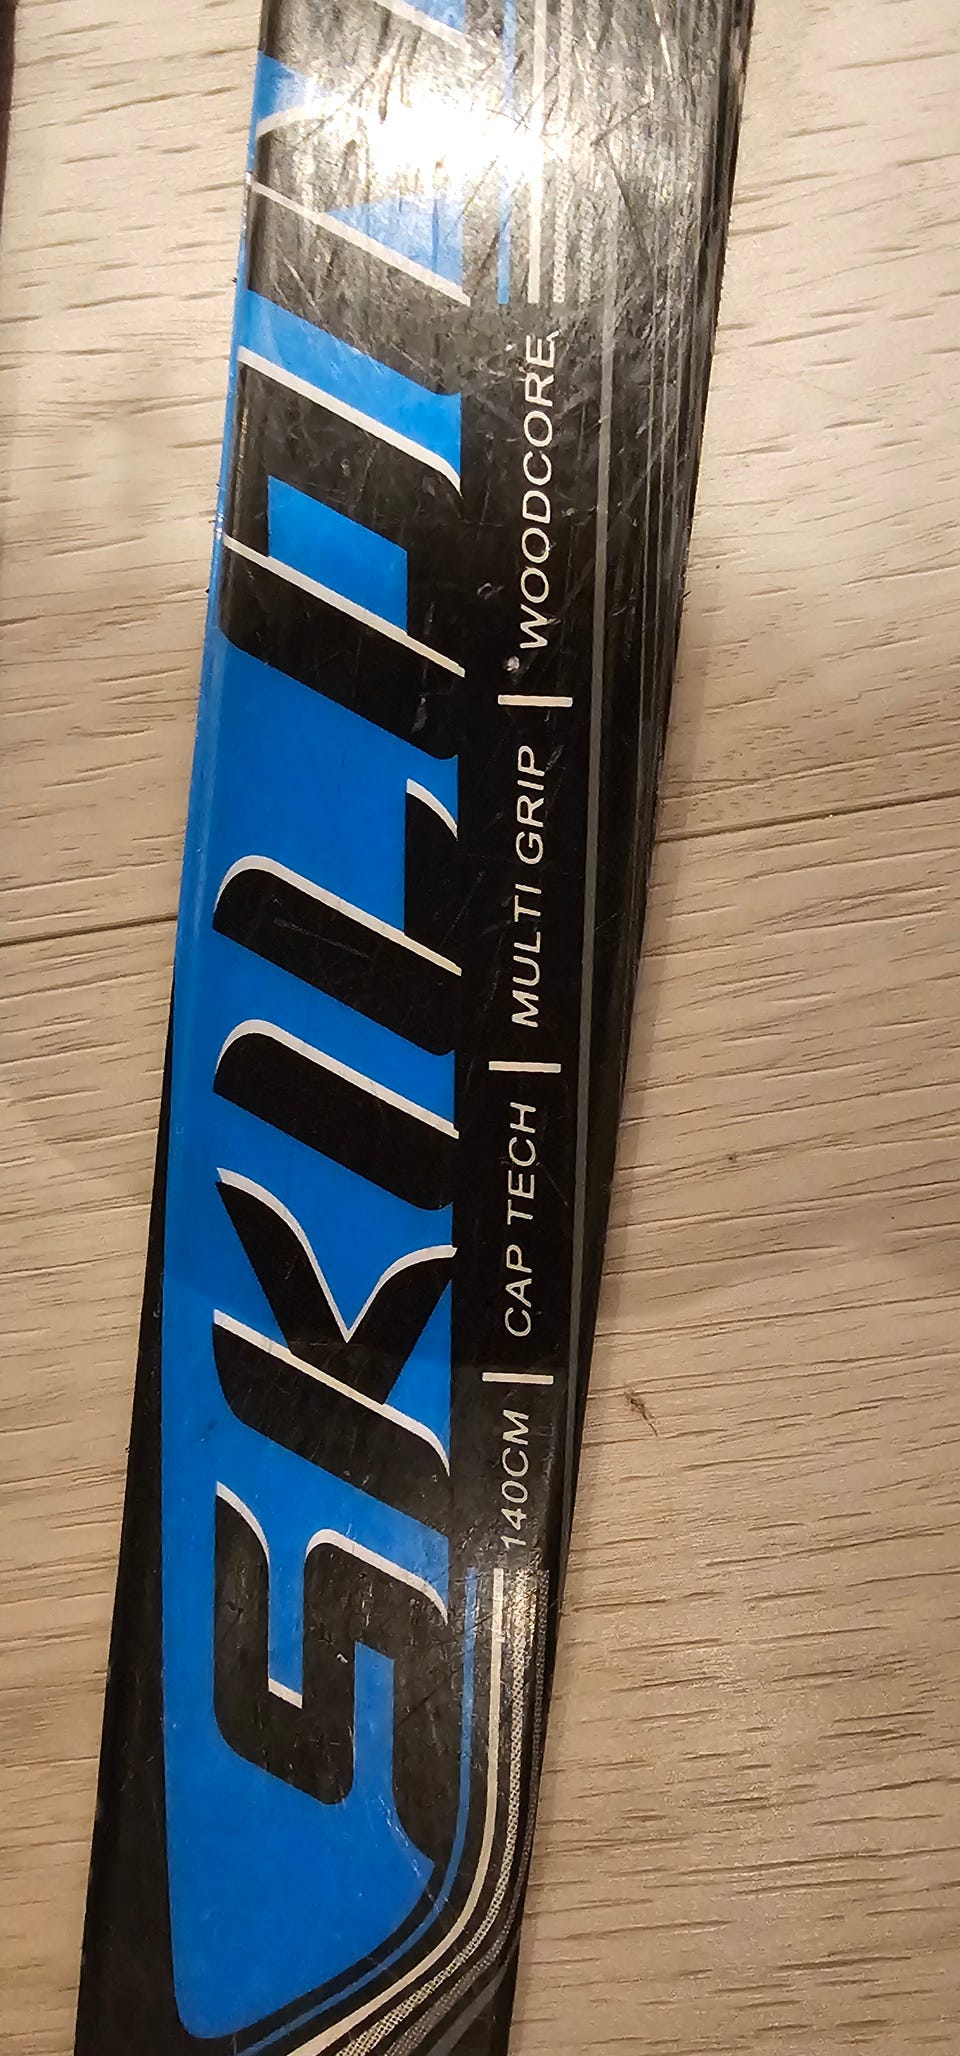 140CM | CAP TECH | MULTI GRIP | WOODCORE